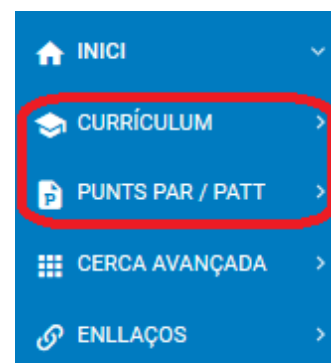 INICI
CURRÍCULUM
PUNTS PAR / PATT
CERCA AVANÇADA
ENLLAÇOS